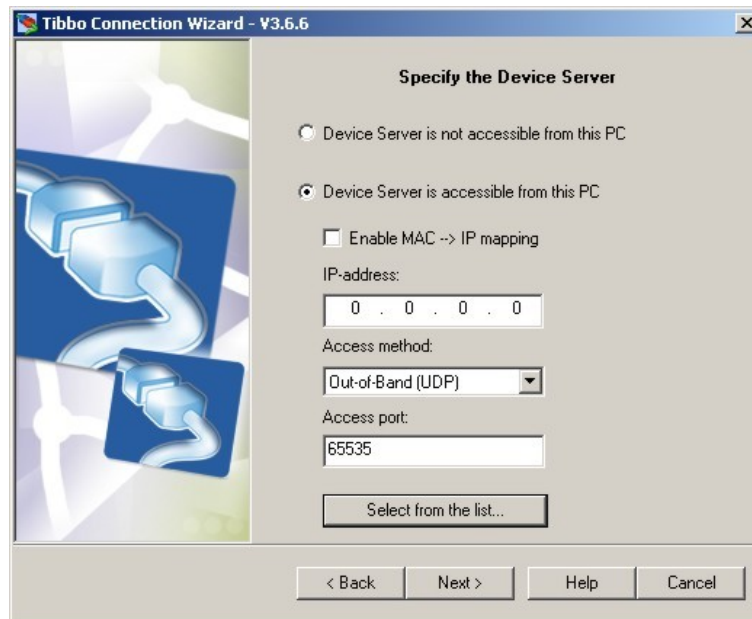 Tibbo Connection Wizard - V3.6.6
Specify the Device Server
Device Server is not accessible from this PC
Device Server is accessible from this PC
Enable MAC --> IP mapping
IP-address:
0 . 0 . 0 . 0
Access method:
Out-of-Band (UDP)
Access port:
65535
Select from the list...
< Back Next > Help Cancel